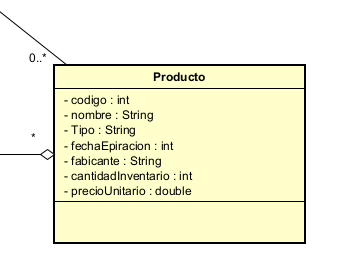 0..*
Producto
- codigo : int
- nombre : String
- Tipo : String
- fechaEpiracion : int
*
- fabicante : String
- cantidadInventario : int
- precioUnitario : double